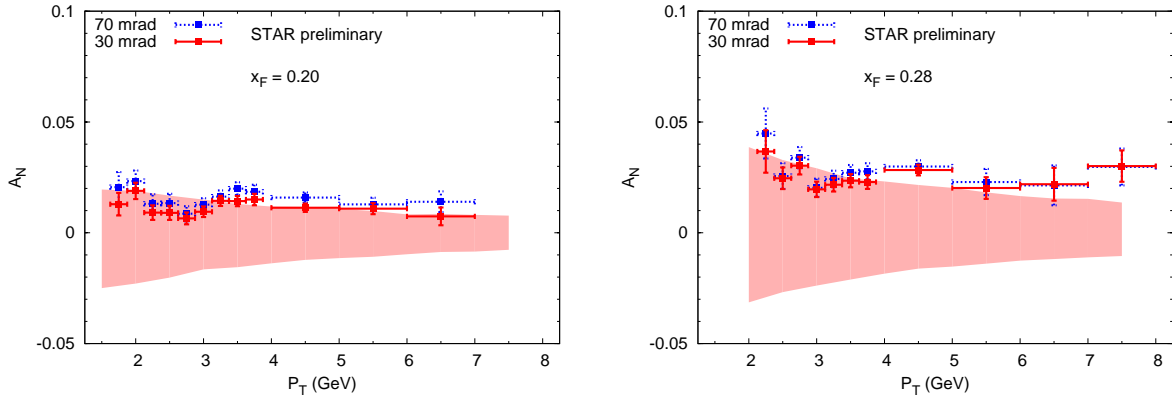 0.1
70 mrad
30 mrad
STAR preliminary
x_F = 0.20
0.05
A_N
0
-0.05
2 3 4 5 6 7 8
P_T (GeV)
0.1
70 mrad
30 mrad
STAR preliminary
x_F = 0.28
0.05
A_N
0
-0.05
2 3 4 5 6 7 8
P_T (GeV)